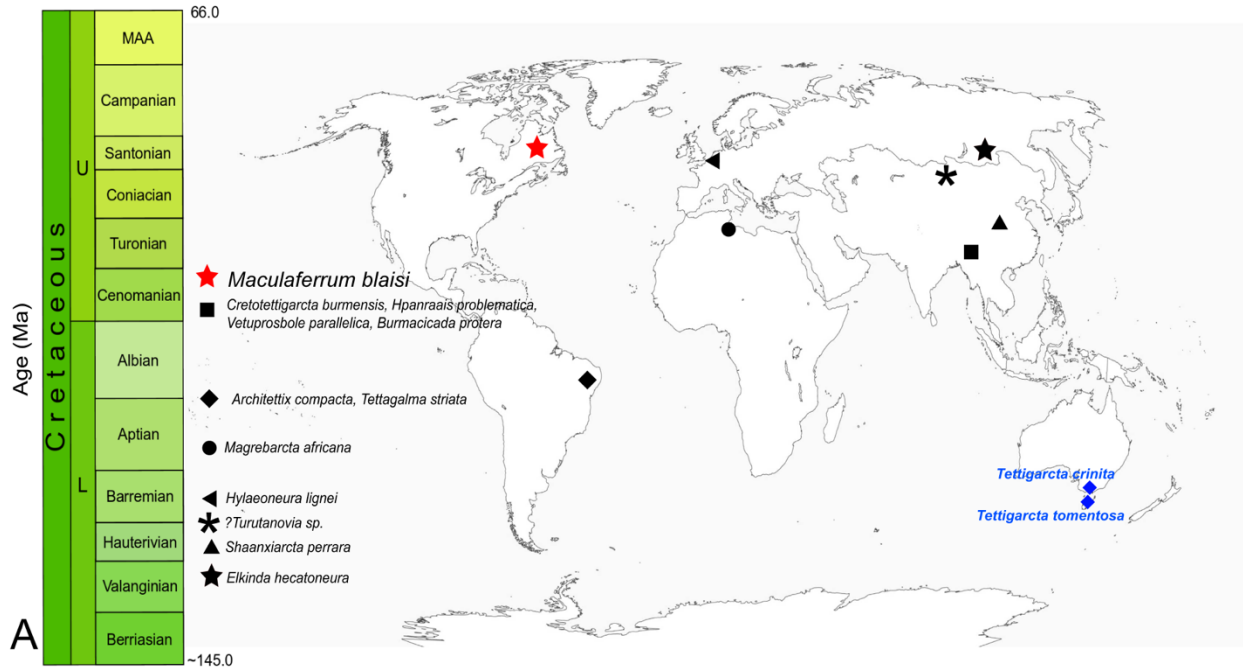 66.0
MAA
Campanian
Santonian
Coniacian
Turonian
Cenomanian
Albian
Aptian
Barremian
Hauterivian
Valanginian
Berriasian
~145.0
U
L
Cretaceous
Age (Ma)
A
Maculaferrum blaisi
Cretotettigarcta burmensis, Hpanraais problematica,
Vetuprosbole parallelica, Burmacicada protera
Architettix compacta, Tettagalma striata
Magrebarcta africana
Hylaeoneura lignei
?Turutanovia sp.
Shaanxiarcta perrara
Elkinda hecatoneura
Tettigarcta crinita
Tettigarcta tomentosa